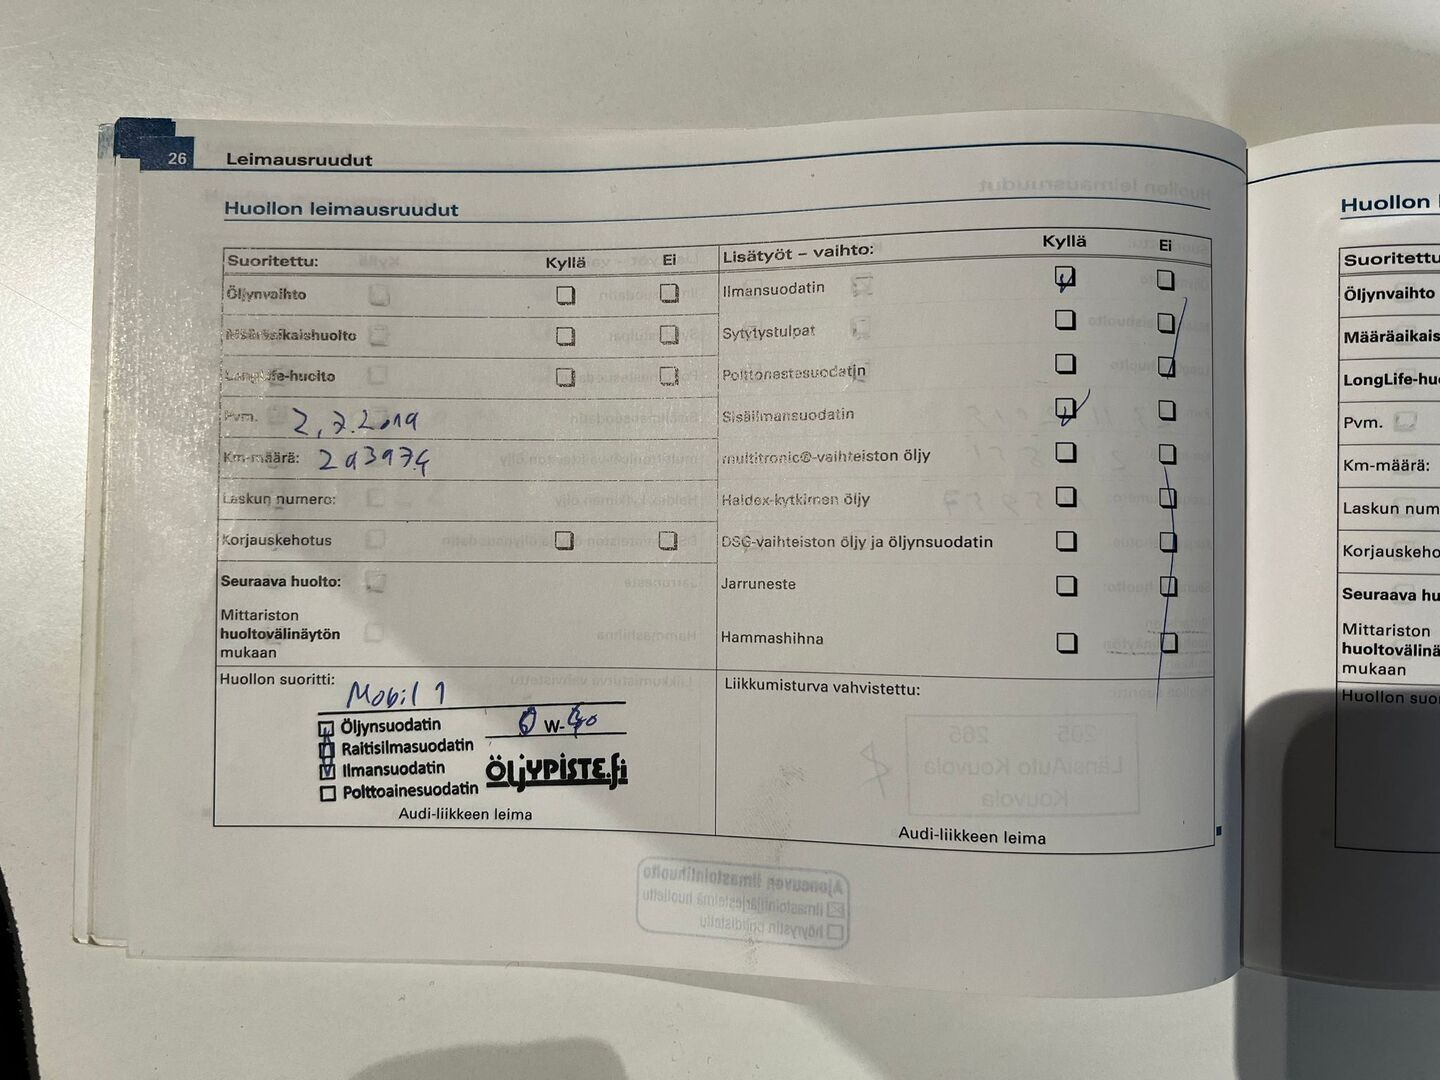 26 Leimausruudut
Huollon leimausruudut
Suoritettu: Kyllä Ei
Öljynvaihto
Määräaikaishuolto
LongLife-huolto
Pvm. 2.7.2019
Km-määrä: 293974
Laskun numero:
Korjauskehotus
Seuraava huolto:
Mittariston
huoltovälinäytön
mukaan
Huollon suoritti:
Mobil 1
Öljynsuodatin 0 W-40
Raitisilmasuodatin
Ilmansuodatin
Polttoainesuodatin
ÖLJYPISTE.fi
Audi-liikkeen leima
Lisätyöt – vaihto: Kyllä Ei
Ilmansuodatin
Sytytystulpat
Polttonestesuodatin
Sisäilmansuodatin
multitronic®-vaihteiston öljy
Haldex-kytkimen öljy
DSG-vaihteiston öljy ja öljynsuodatin
Jarruneste
Hammashihna
Liikkumisturva vahvistettu:
Audi-liikkeen leima
Huollon
Suoritettu
Öljynvaihto
Määräaikais
LongLife-hu
Pvm.
Km-määrä:
Laskun num
Korjauskeho
Seuraava hu
Mittariston
huoltovälinä
mukaan
Huollon suo